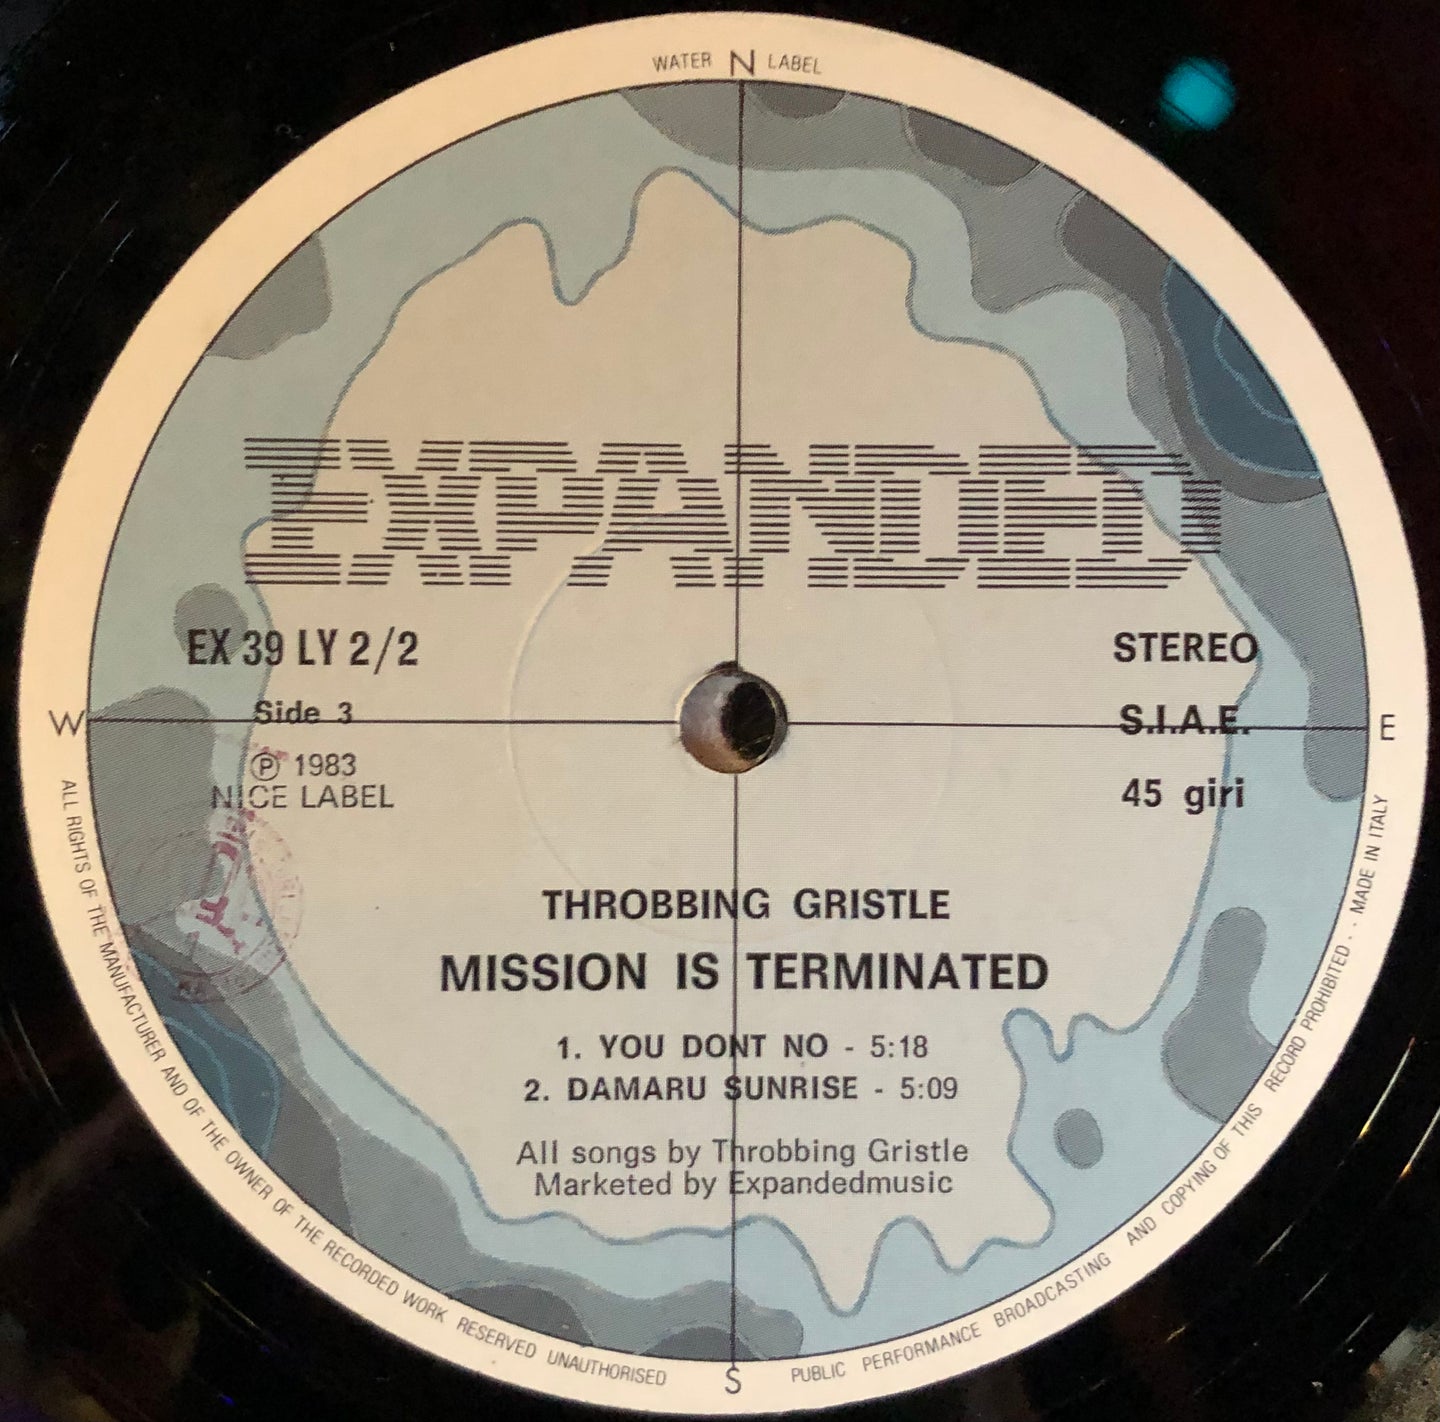 WATER N LABEL
EXPANDED
EX 39 LY 2/2
STEREO
Side 3
S.I.A.E.
Ⓟ 1983
NICE LABEL
45 giri
W
E
THROBBING GRISTLE
MISSION IS TERMINATED
1. YOU DONT NO - 5:18
2. DAMARU SUNRISE - 5:09
All songs by Throbbing Gristle
Marketed by Expandedmusic
S
ALL RIGHTS OF THE MANUFACTURER AND OF THE OWNER OF THE RECORDED WORK RESERVED UNAUTHORISED PUBLIC PERFORMANCE BROADCASTING AND COPYING OF THIS RECORD PROHIBITED - - MADE IN ITALY